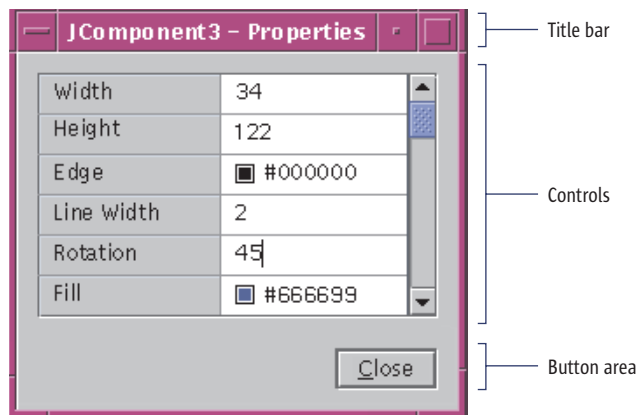 JComponent3 – Properties
Title bar
Width 34
Height 122
Edge #000000
Line Width 2
Controls
Rotation 45
Fill #666699
Close
Button area